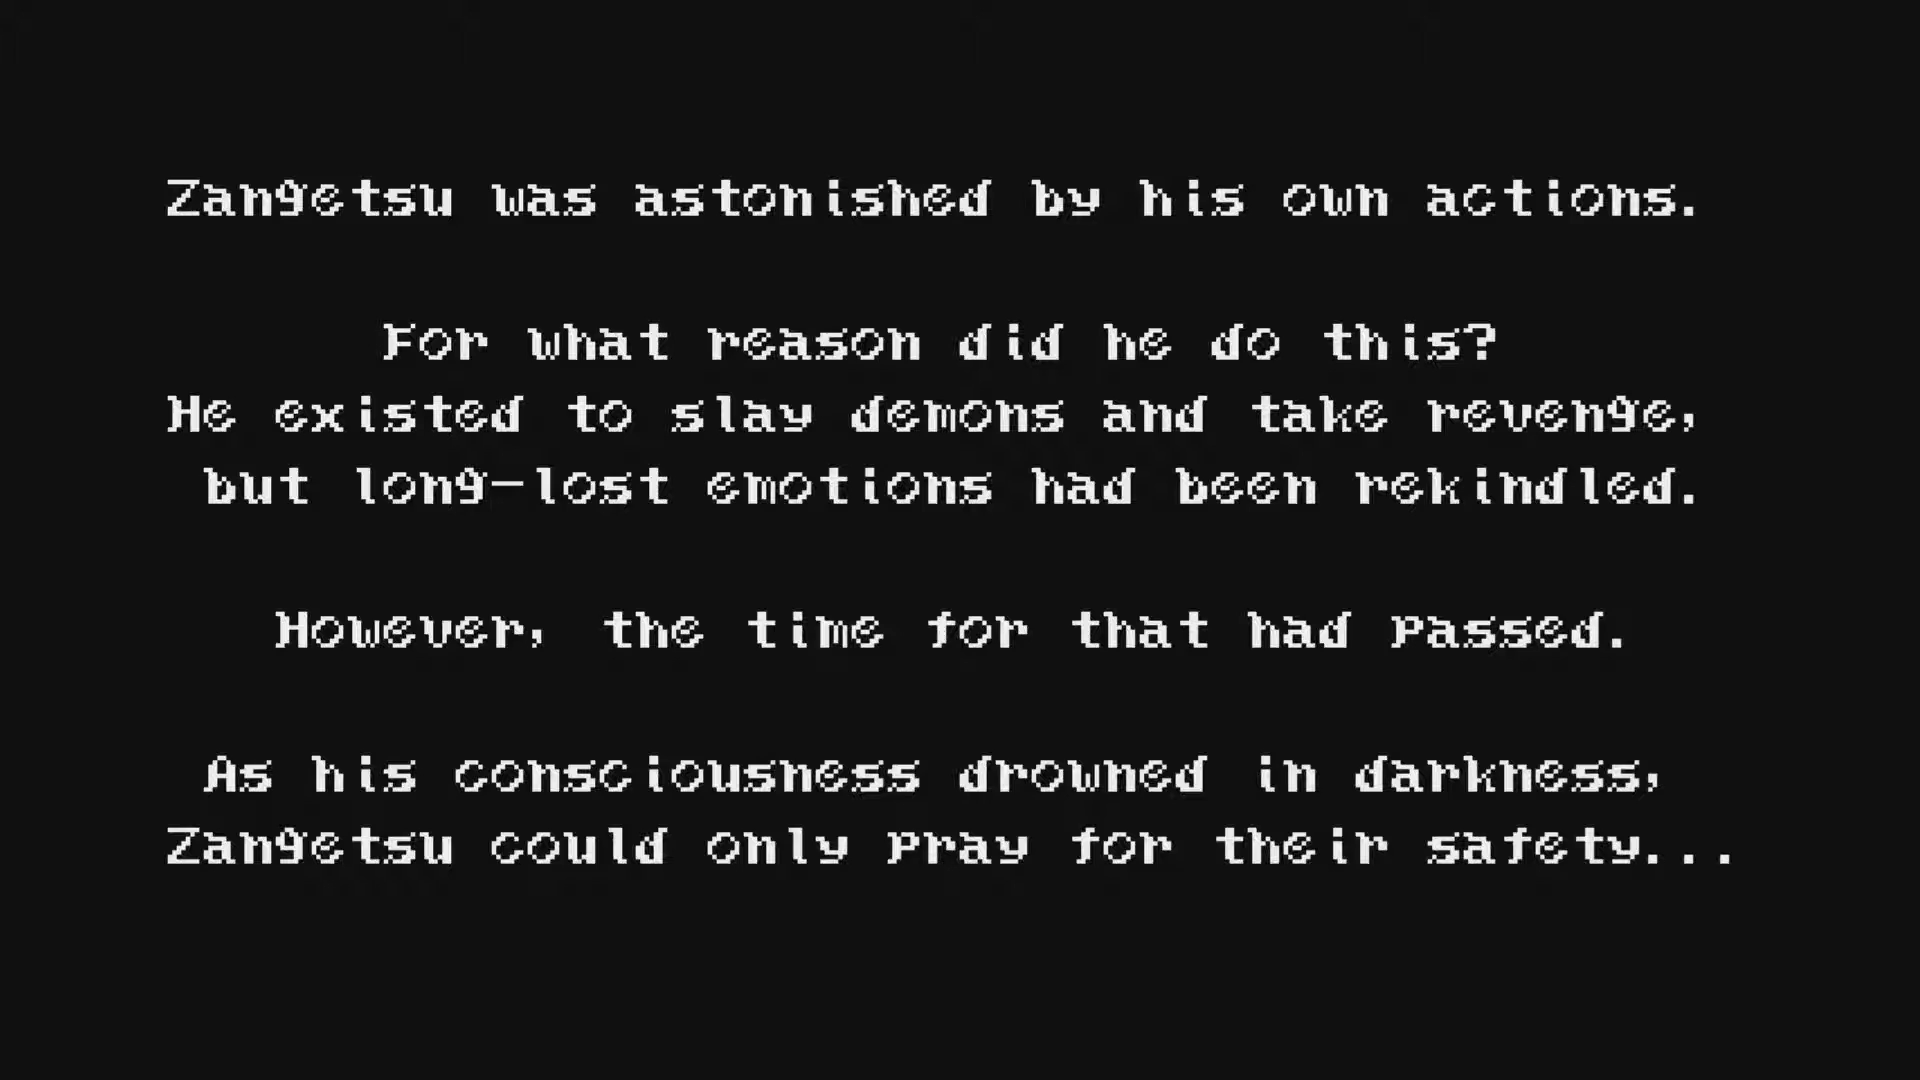 Zangetsu was astonished by his own actions.
For what reason did he do this?
He existed to slay demons and take revenge,
but long-lost emotions had been rekindled.
However, the time for that had passed.
As his consciousness drowned in darkness,
Zangetsu could only pray for their safety...